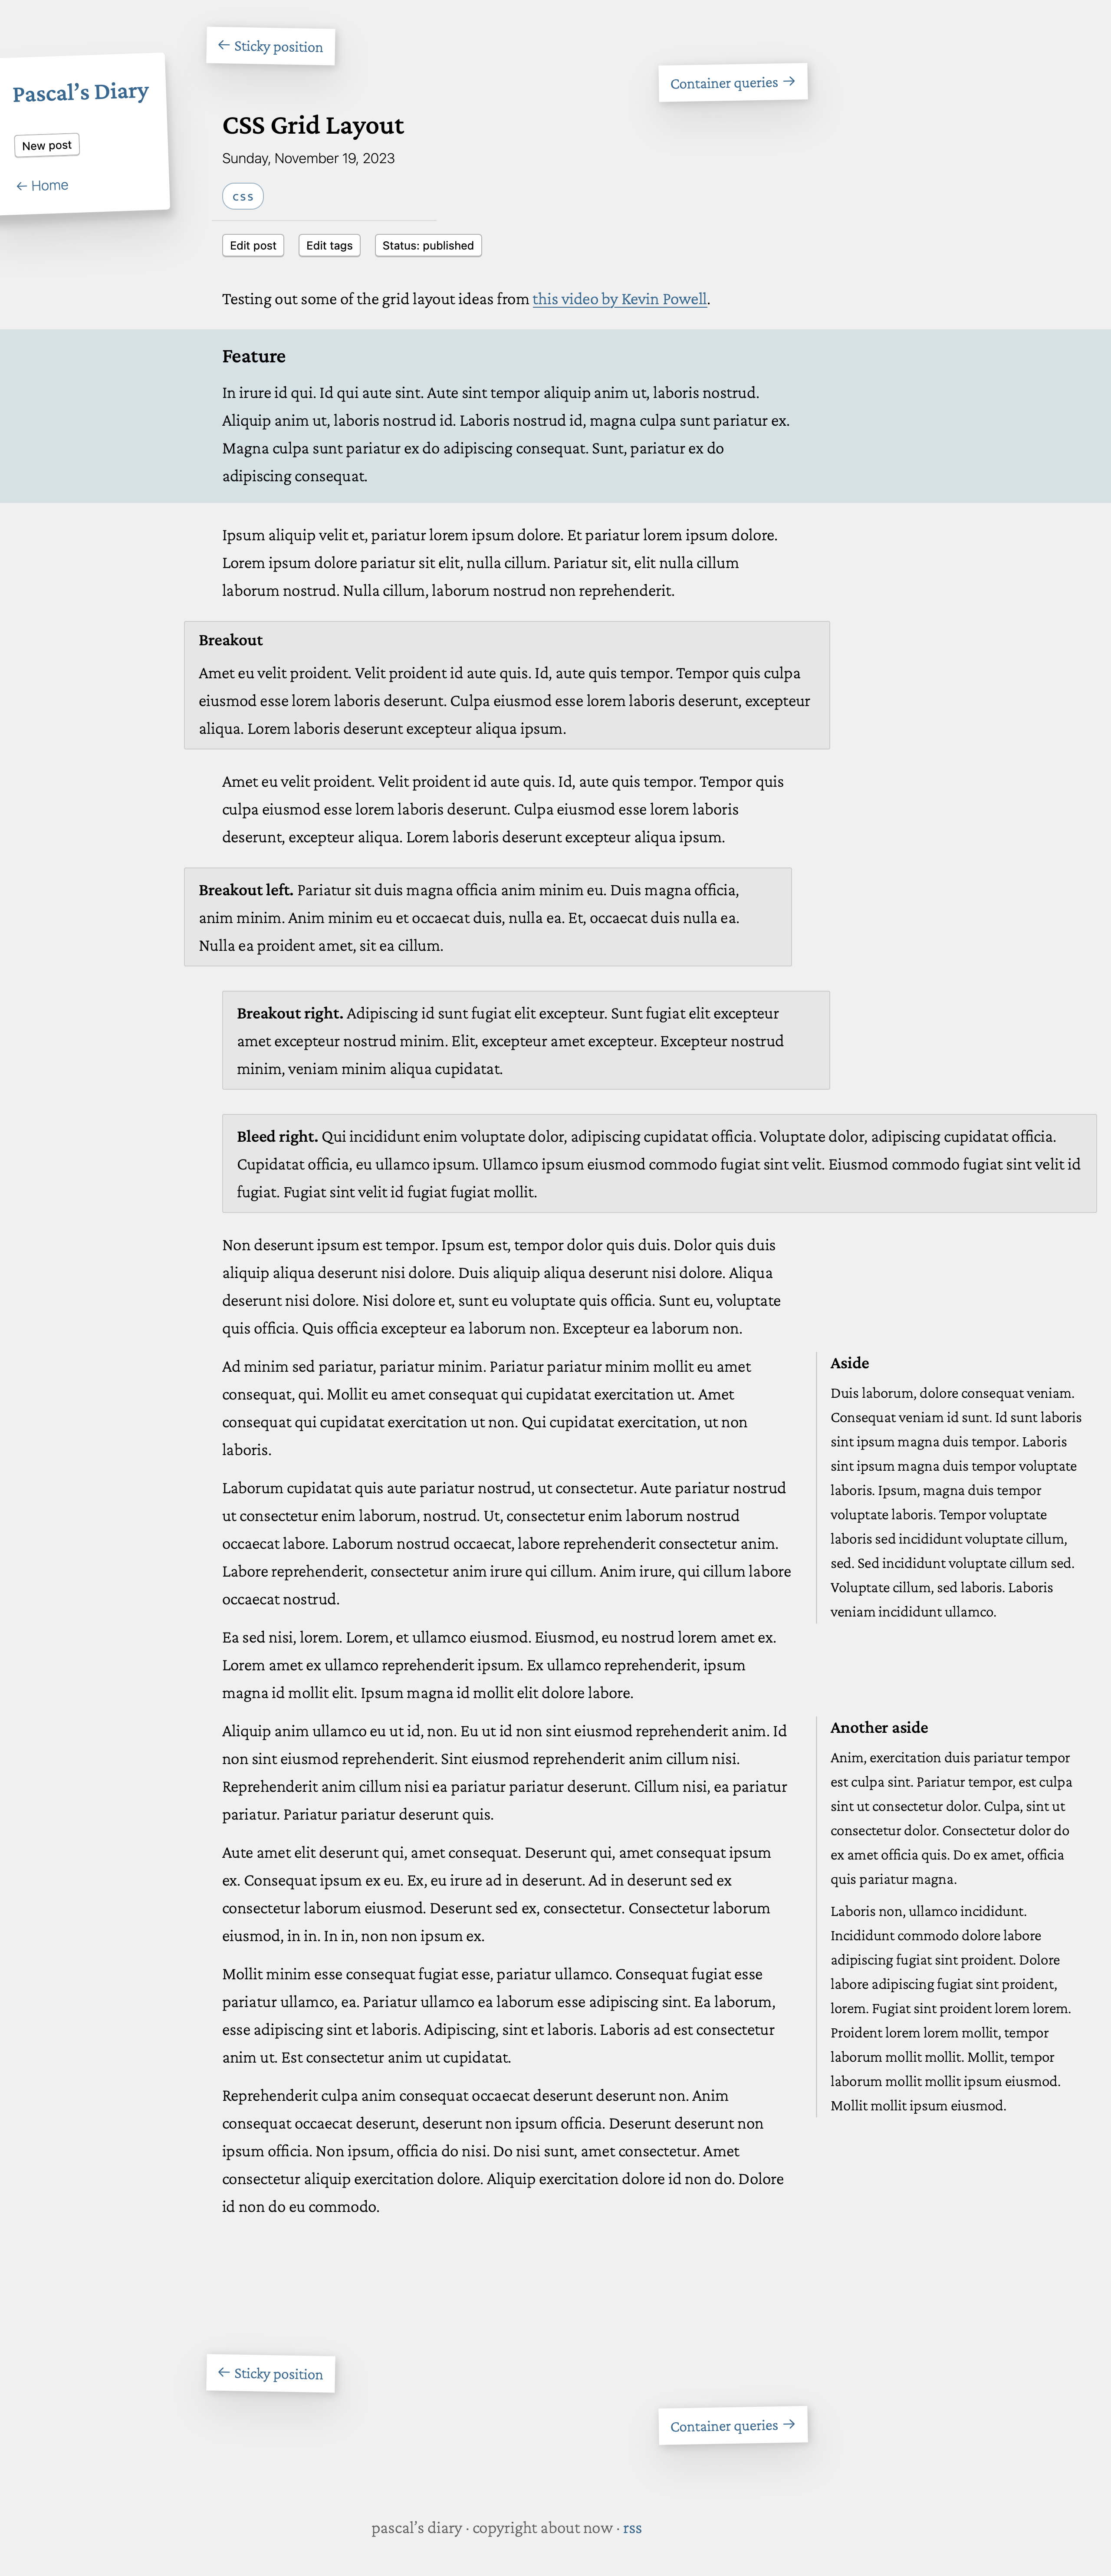 ← Sticky position
Container queries →
Pascal’s Diary
New post
← Home
CSS Grid Layout
Sunday, November 19, 2023
css
Edit post Edit tags Status: published
Testing out some of the grid layout ideas from this video by Kevin Powell.
Feature
In irure id qui. Id qui aute sint. Aute sint tempor aliquip anim ut, laboris nostrud.
Aliquip anim ut, laboris nostrud id. Laboris nostrud id, magna culpa sunt pariatur ex.
Magna culpa sunt pariatur ex do adipiscing consequat. Sunt, pariatur ex do
adipiscing consequat.
Ipsum aliquip velit et, pariatur lorem ipsum dolore. Et pariatur lorem ipsum dolore.
Lorem ipsum dolore pariatur sit elit, nulla cillum. Pariatur sit, elit nulla cillum
laborum nostrud. Nulla cillum, laborum nostrud non reprehenderit.
Breakout
Amet eu velit proident. Velit proident id aute quis. Id, aute quis tempor. Tempor quis culpa
eiusmod esse lorem laboris deserunt. Culpa eiusmod esse lorem laboris deserunt, excepteur
aliqua. Lorem laboris deserunt excepteur aliqua ipsum.
Amet eu velit proident. Velit proident id aute quis. Id, aute quis tempor. Tempor quis
culpa eiusmod esse lorem laboris deserunt. Culpa eiusmod esse lorem laboris
deserunt, excepteur aliqua. Lorem laboris deserunt excepteur aliqua ipsum.
Breakout left. Pariatur sit duis magna officia anim minim eu. Duis magna officia,
anim minim. Anim minim eu et occaecat duis, nulla ea. Et, occaecat duis nulla ea.
Nulla ea proident amet, sit ea cillum.
Breakout right. Adipiscing id sunt fugiat elit excepteur. Sunt fugiat elit excepteur
amet excepteur nostrud minim. Elit, excepteur amet excepteur. Excepteur nostrud
minim, veniam minim aliqua cupidatat.
Bleed right. Qui incididunt enim voluptate dolor, adipiscing cupidatat officia. Voluptate dolor, adipiscing cupidatat officia.
Cupidatat officia, eu ullamco ipsum. Ullamco ipsum eiusmod commodo fugiat sint velit. Eiusmod commodo fugiat sint velit id
fugiat. Fugiat sint velit id fugiat fugiat mollit.
Non deserunt ipsum est tempor. Ipsum est, tempor dolor quis duis. Dolor quis duis
aliquip aliqua deserunt nisi dolore. Duis aliquip aliqua deserunt nisi dolore. Aliqua
deserunt nisi dolore. Nisi dolore et, sunt eu voluptate quis officia. Sunt eu, voluptate
quis officia. Quis officia excepteur ea laborum non. Excepteur ea laborum non.
Ad minim sed pariatur, pariatur minim. Pariatur pariatur minim mollit eu amet
consequat, qui. Mollit eu amet consequat qui cupidatat exercitation ut. Amet
consequat qui cupidatat exercitation ut non. Qui cupidatat exercitation, ut non
laboris.
Laborum cupidatat quis aute pariatur nostrud, ut consectetur. Aute pariatur nostrud
ut consectetur enim laborum, nostrud. Ut, consectetur enim laborum nostrud
occaecat labore. Laborum nostrud occaecat, labore reprehenderit consectetur anim.
Labore reprehenderit, consectetur anim irure qui cillum. Anim irure, qui cillum labore
occaecat nostrud.
Ea sed nisi, lorem. Lorem, et ullamco eiusmod. Eiusmod, eu nostrud lorem amet ex.
Lorem amet ex ullamco reprehenderit ipsum. Ex ullamco reprehenderit, ipsum
magna id mollit elit. Ipsum magna id mollit elit dolore labore.
Aside
Duis laborum, dolore consequat veniam.
Consequat veniam id sunt. Id sunt laboris
sint ipsum magna duis tempor. Laboris
sint ipsum magna duis tempor voluptate
laboris. Ipsum, magna duis tempor
voluptate laboris. Tempor voluptate
laboris sed incididunt voluptate cillum,
sed. Sed incididunt voluptate cillum sed.
Voluptate cillum, sed laboris. Laboris
veniam incididunt ullamco.
Aliquip anim ullamco eu ut id, non. Eu ut id non sint eiusmod reprehenderit anim. Id
non sint eiusmod reprehenderit. Sint eiusmod reprehenderit anim cillum nisi.
Reprehenderit anim cillum nisi ea pariatur pariatur deserunt. Cillum nisi, ea pariatur
pariatur. Pariatur pariatur deserunt quis.
Aute amet elit deserunt qui, amet consequat. Deserunt qui, amet consequat ipsum
ex. Consequat ipsum ex eu. Ex, eu irure ad in deserunt. Ad in deserunt sed ex
consectetur laborum eiusmod. Deserunt sed ex, consectetur. Consectetur laborum
eiusmod, in in. In in, non non ipsum ex.
Mollit minim esse consequat fugiat esse, pariatur ullamco. Consequat fugiat esse
pariatur ullamco, ea. Pariatur ullamco ea laborum esse adipiscing sint. Ea laborum,
esse adipiscing sint et laboris. Adipiscing, sint et laboris. Laboris ad est consectetur
anim ut. Est consectetur anim ut cupidatat.
Reprehenderit culpa anim consequat occaecat deserunt deserunt non. Anim
consequat occaecat deserunt, deserunt non ipsum officia. Deserunt deserunt non
ipsum officia. Non ipsum, officia do nisi. Do nisi sunt, amet consectetur. Amet
consectetur aliquip exercitation dolore. Aliquip exercitation dolore id non do. Dolore
id non do eu commodo.
Another aside
Anim, exercitation duis pariatur tempor
est culpa sint. Pariatur tempor, est culpa
sint ut consectetur dolor. Culpa, sint ut
consectetur dolor. Consectetur dolor do
ex amet officia quis. Do ex amet, officia
quis pariatur magna.
Laboris non, ullamco incididunt.
Incididunt commodo dolore labore
adipiscing fugiat sint proident. Dolore
labore adipiscing fugiat sint proident,
lorem. Fugiat sint proident lorem lorem.
Proident lorem lorem mollit, tempor
laborum mollit mollit. Mollit, tempor
laborum mollit mollit ipsum eiusmod.
Mollit mollit ipsum eiusmod.
← Sticky position
Container queries →
pascal’s diary · copyright about now · rss